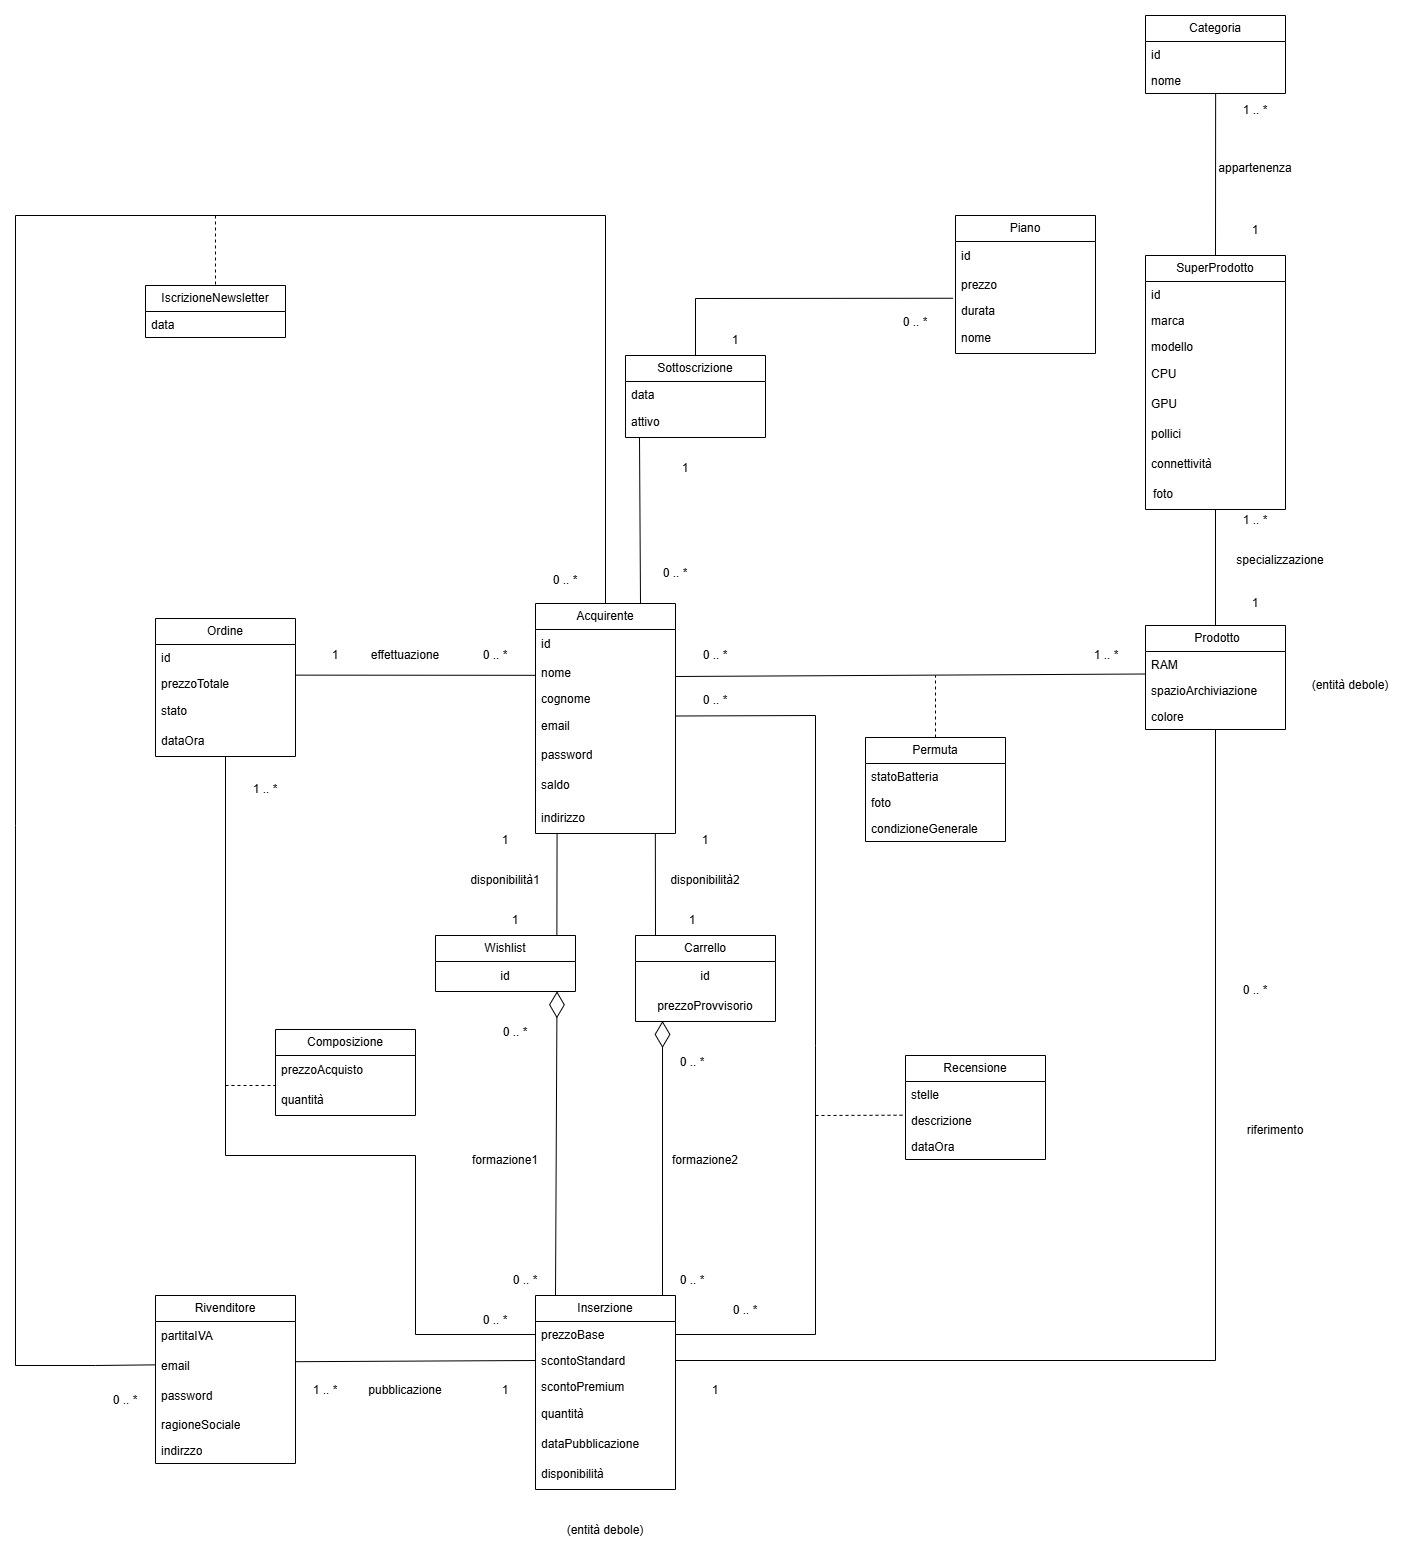 Categoria
id
nome
1 .. *
appartenenza
1
Piano
id
prezzo
durata
nome
0 .. *
1
SuperProdotto
id
marca
modello
CPU
GPU
pollici
connettività
foto
1 .. *
specializzazione
1
IscrizioneNewsletter
data
Sottoscrizione
data
attivo
1
0 .. *
0 .. *
Ordine
id
prezzoTotale
stato
dataOra
1
effettuazione
0 .. *
Acquirente
id
nome
cognome
email
password
saldo
indirizzo
0 .. *
1 .. *
0 .. *
Prodotto
RAM
spazioArchiviazione
colore
(entità debole)
Permuta
statoBatteria
foto
condizioneGenerale
1 .. *
1
1
disponibilità1
disponibilità2
1
1
Wishlist
id
Carrello
id
prezzoProvvisorio
0 .. *
0 .. *
0 .. *
Composizione
prezzoAcquisto
quantità
Recensione
stelle
descrizione
dataOra
riferimento
formazione1
formazione2
0 .. *
0 .. *
0 .. *
0 .. *
Rivenditore
partitaIVA
email
password
ragioneSociale
indirzzo
0 .. *
1 .. *
pubblicazione
1
Inserzione
prezzoBase
scontoStandard
scontoPremium
quantità
dataPubblicazione
disponibilità
1
(entità debole)